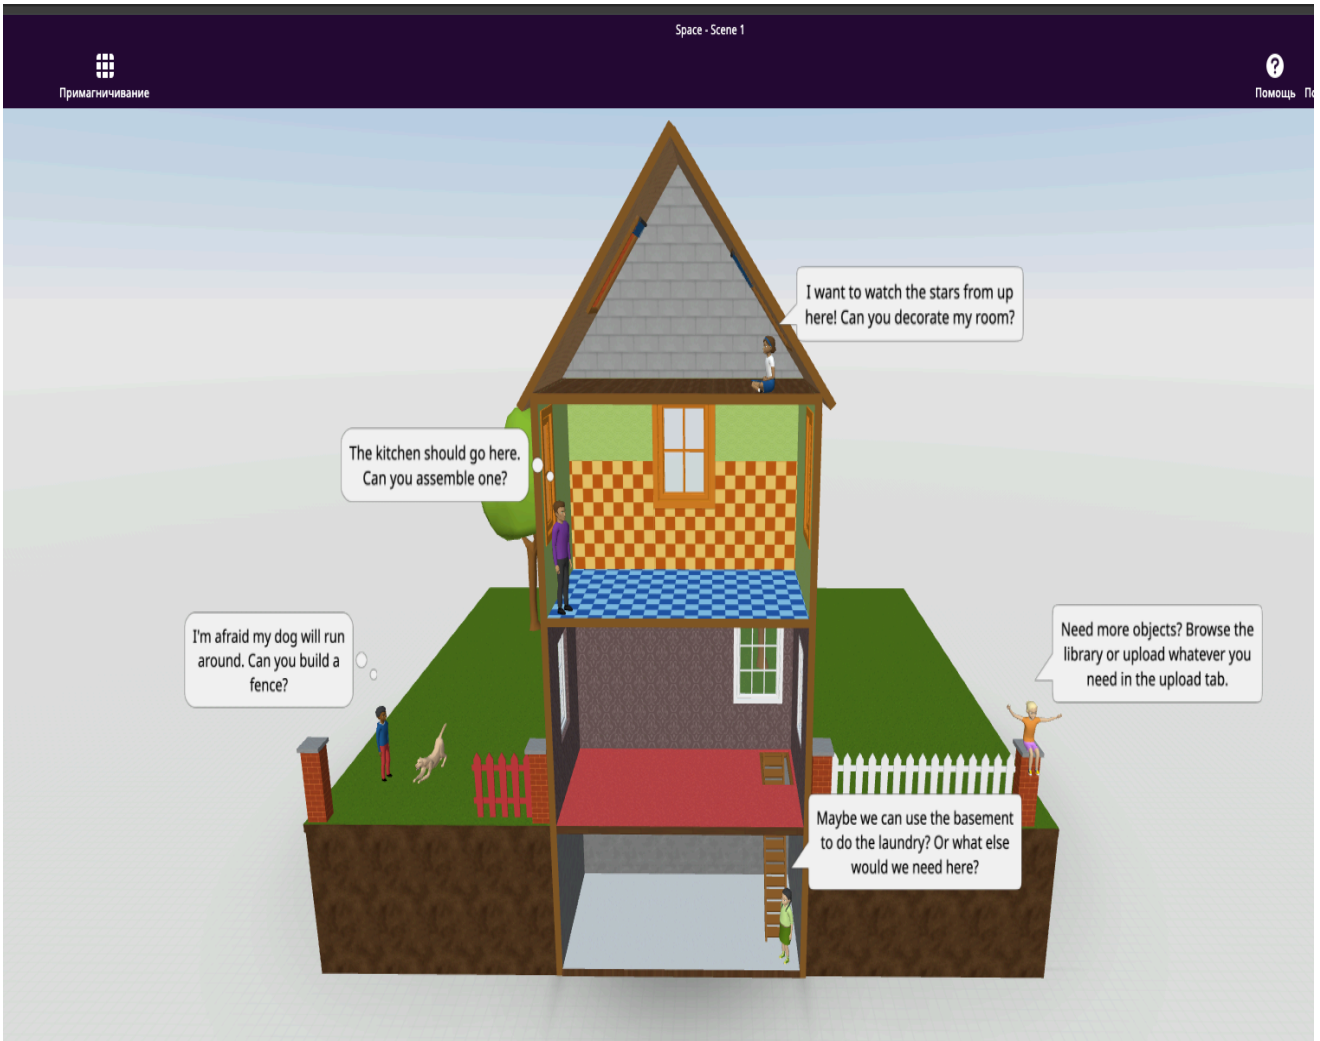 Space - Scene 1
Примагничивание
Помощь
I want to watch the stars from up
here! Can you decorate my room?
The kitchen should go here.
Can you assemble one?
I'm afraid my dog will run
around. Can you build a
fence?
Need more objects? Browse the
library or upload whatever you
need in the upload tab.
Maybe we can use the basement
to do the laundry? Or what else
would we need here?